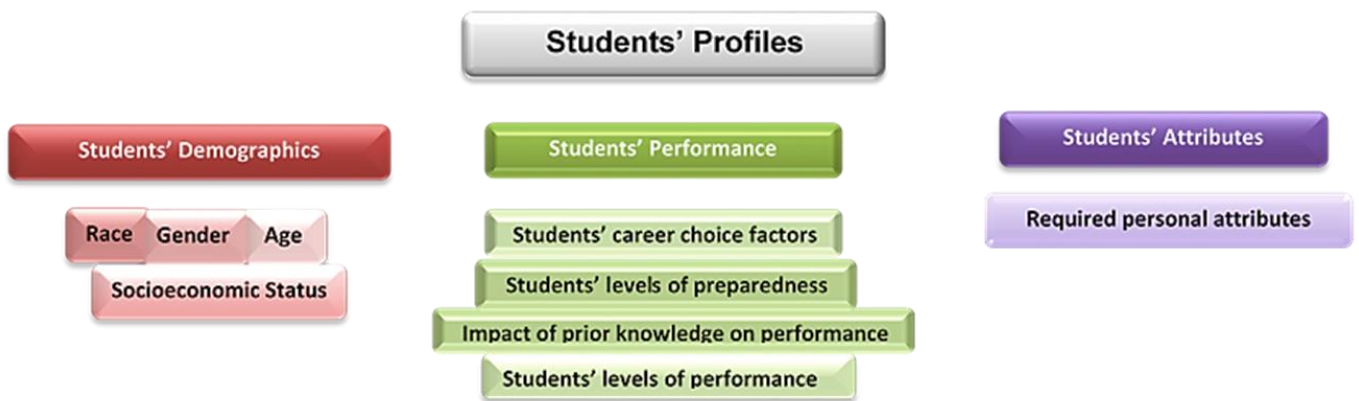 Students’ Profiles
Students’ Demographics
Race Gender Age
Socioeconomic Status
Students’ Performance
Students’ career choice factors
Students’ levels of preparedness
Impact of prior knowledge on performance
Students’ levels of performance
Students’ Attributes
Required personal attributes